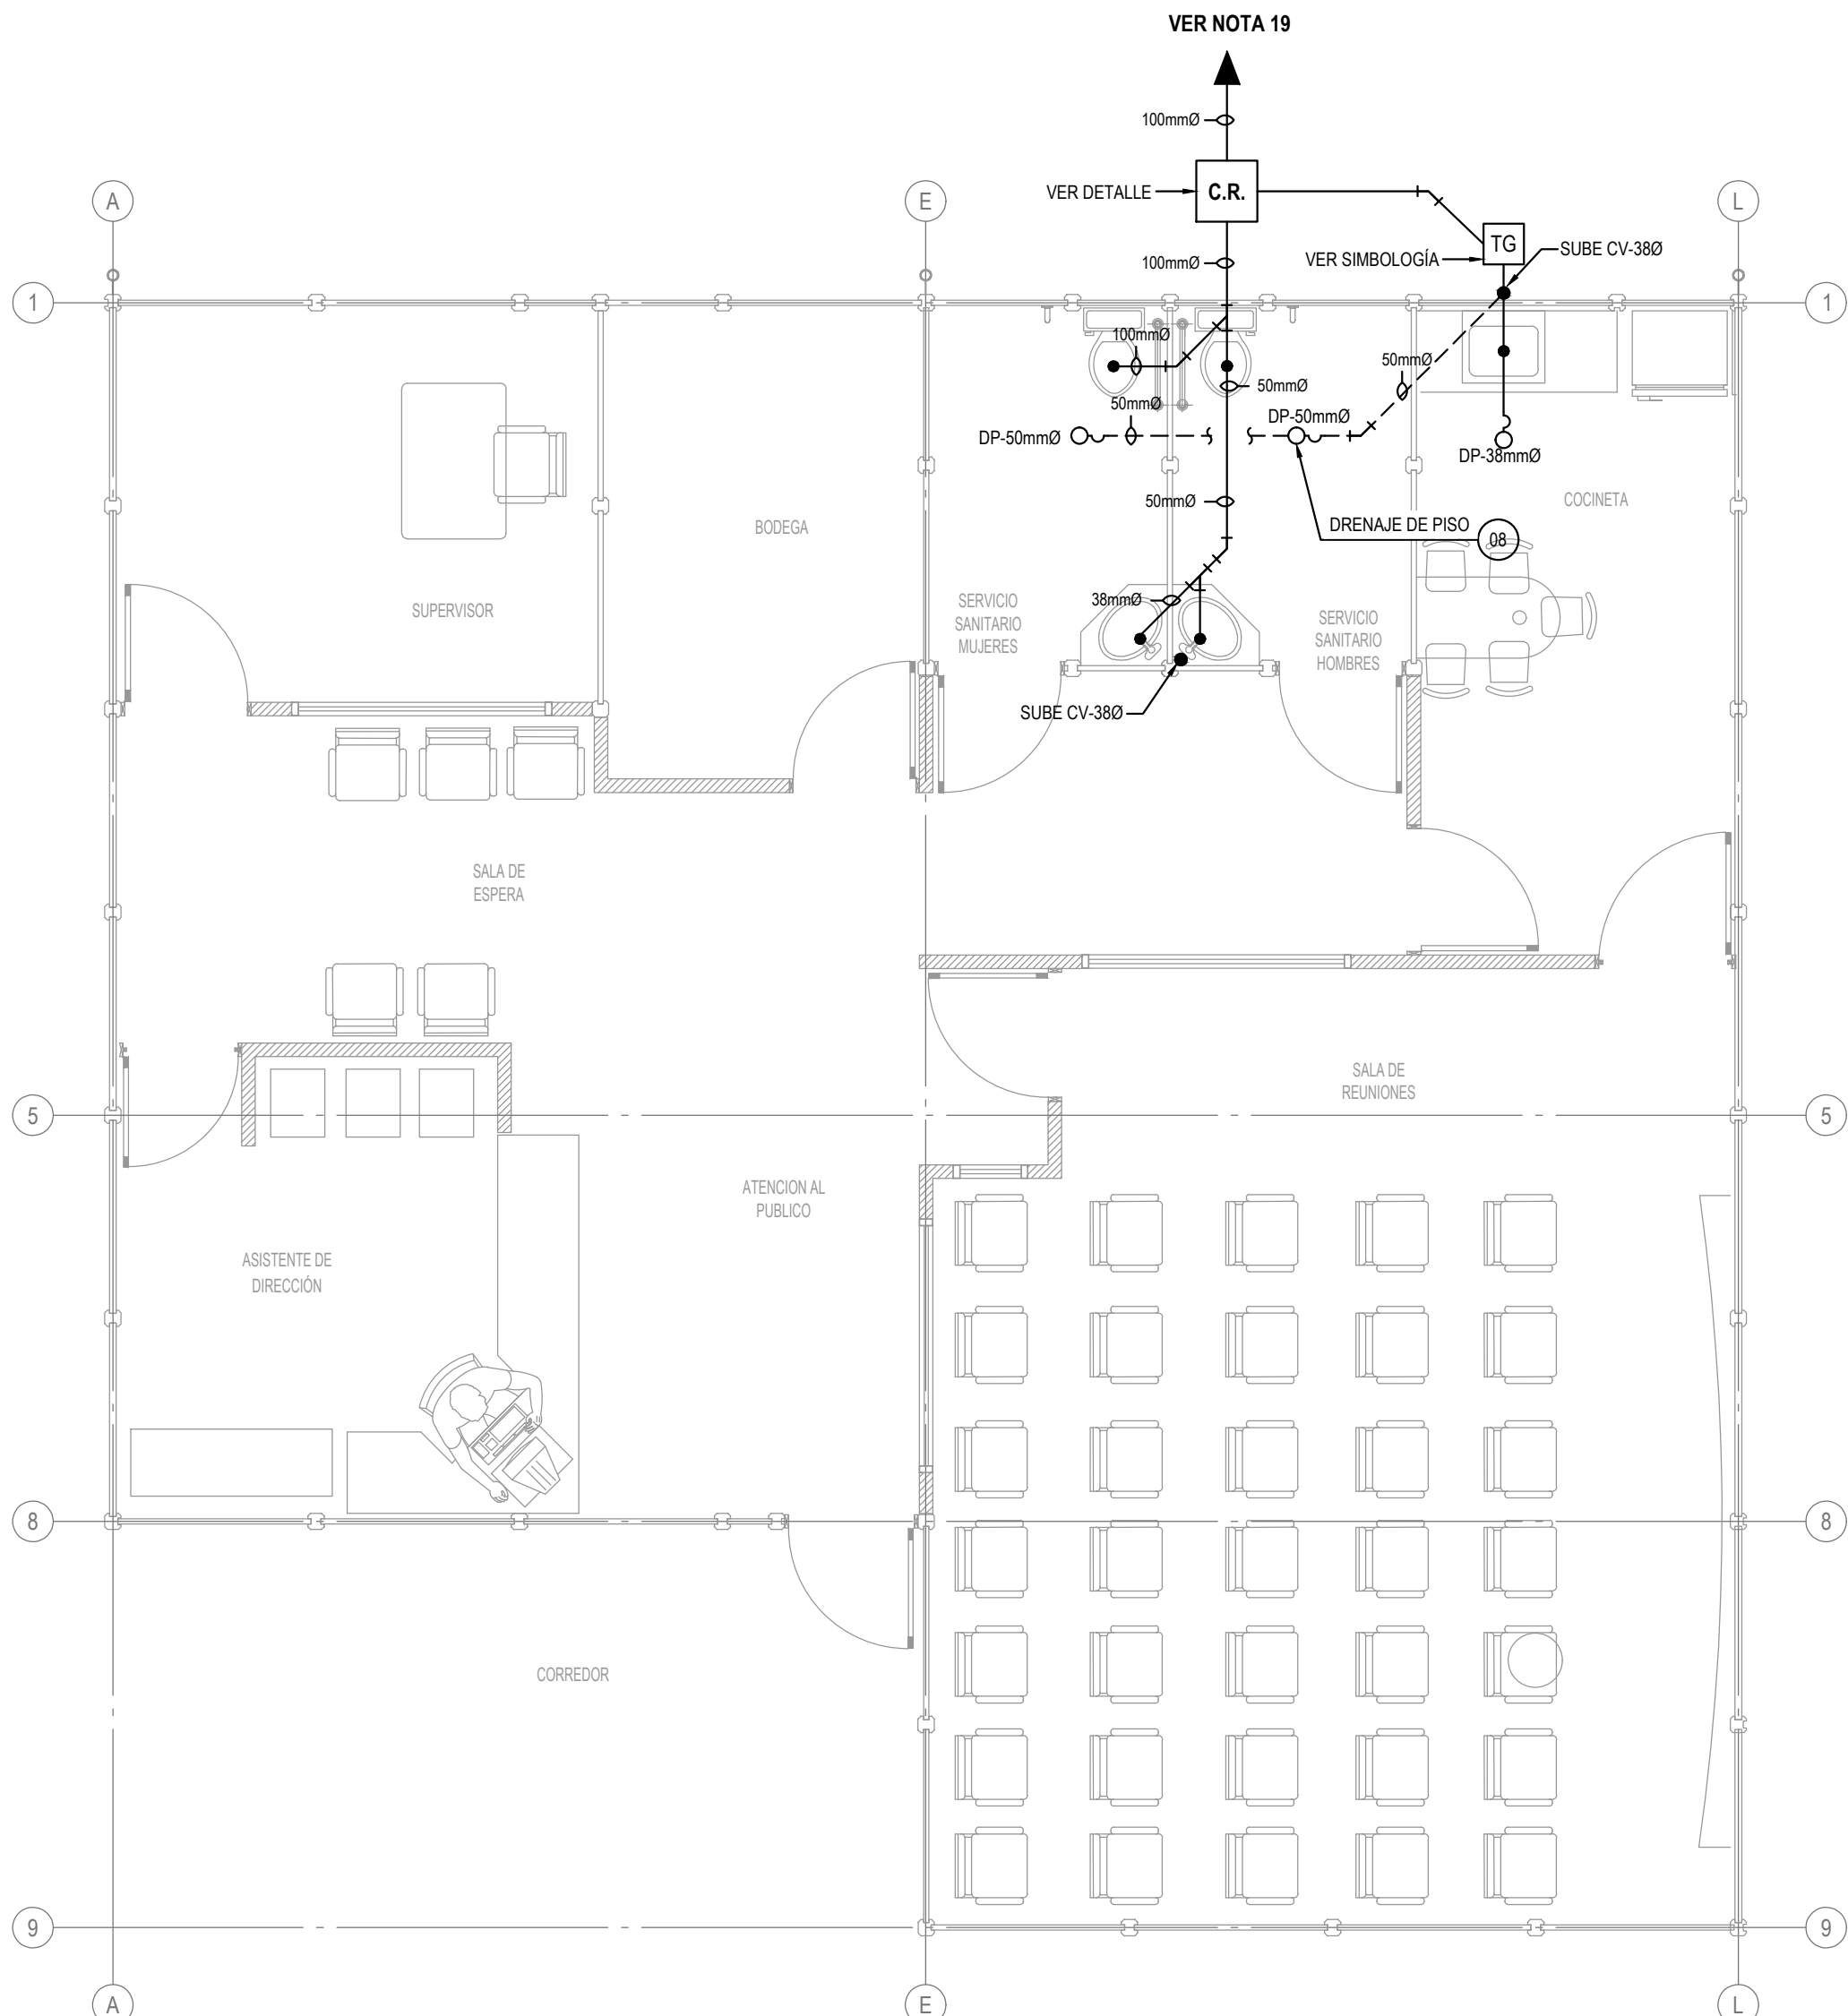 VER NOTA 19
100mmØ
VER DETALLE
C.R.
A
E
L
TG
SUBE CV-38Ø
VER SIMBOLOGÍA
100mmØ
1
1
100mmØ
50mmØ
50mmØ
50mmØ
DP-50mmØ
DP-50mmØ
DP-38mmØ
50mmØ
COCINETA
BODEGA
DRENAJE DE PISO
08
SUPERVISOR
38mmØ
SERVICIO
SANITARIO
MUJERES
SERVICIO
SANITARIO
HOMBRES
SUBE CV-38Ø
SALA DE
ESPERA
SALA DE
REUNIONES
5
5
ATENCION AL
PUBLICO
ASISTENTE DE
DIRECCIÓN
8
8
CORREDOR
9
9
A
E
L